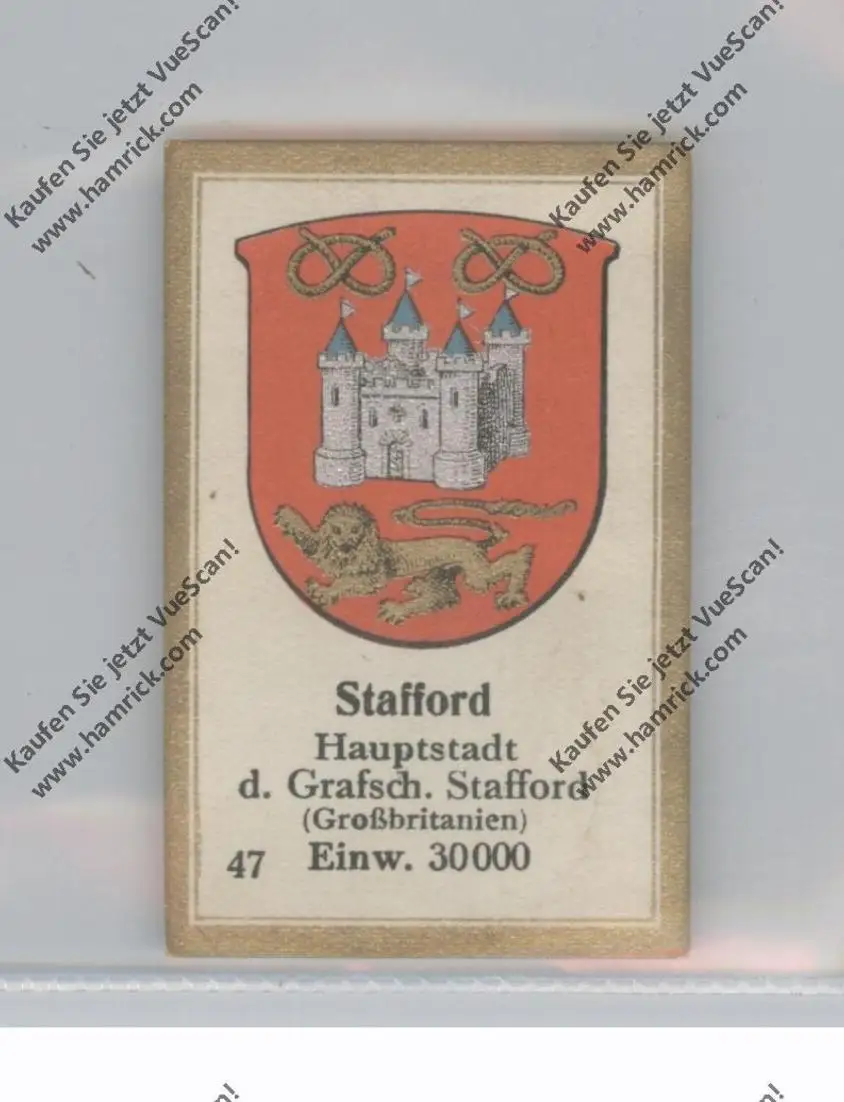 Kaufen Sie jetzt VueScan!
www.hamrick.com
Kaufen Sie jetzt VueScan!
www.hamrick.com
Kaufen Sie jetzt VueScan!
www.hamrick.com
Kaufen Sie jetzt VueScan!
www.hamrick.com
Stafford
Hauptstadt
d. Grafsch. Stafford
(Großbritanien)
47 Einw. 30000